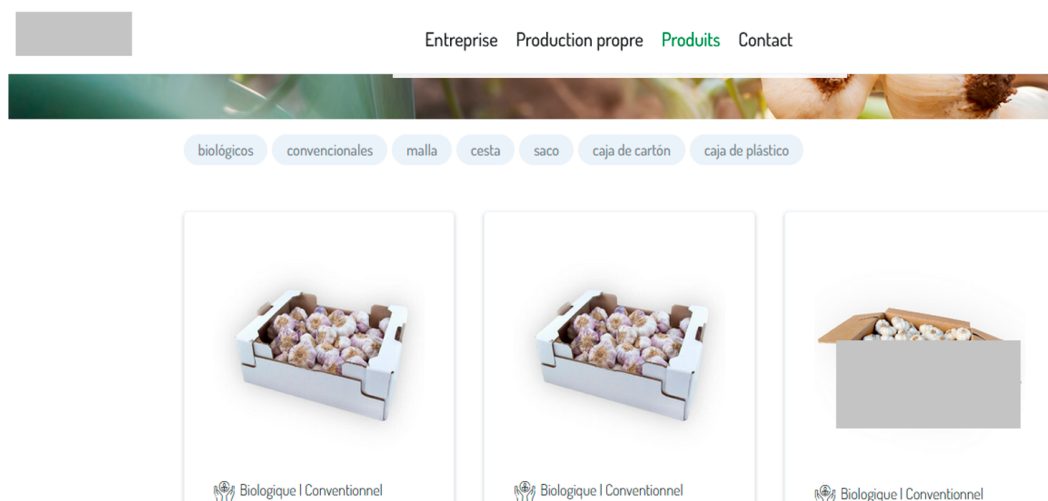 Entreprise Production propre Produits Contact
biológicos convencionales malla cesta saco caja de cartón caja de plástico
Biologique | Conventionnel Biologique | Conventionnel Biologique | Conventionnel